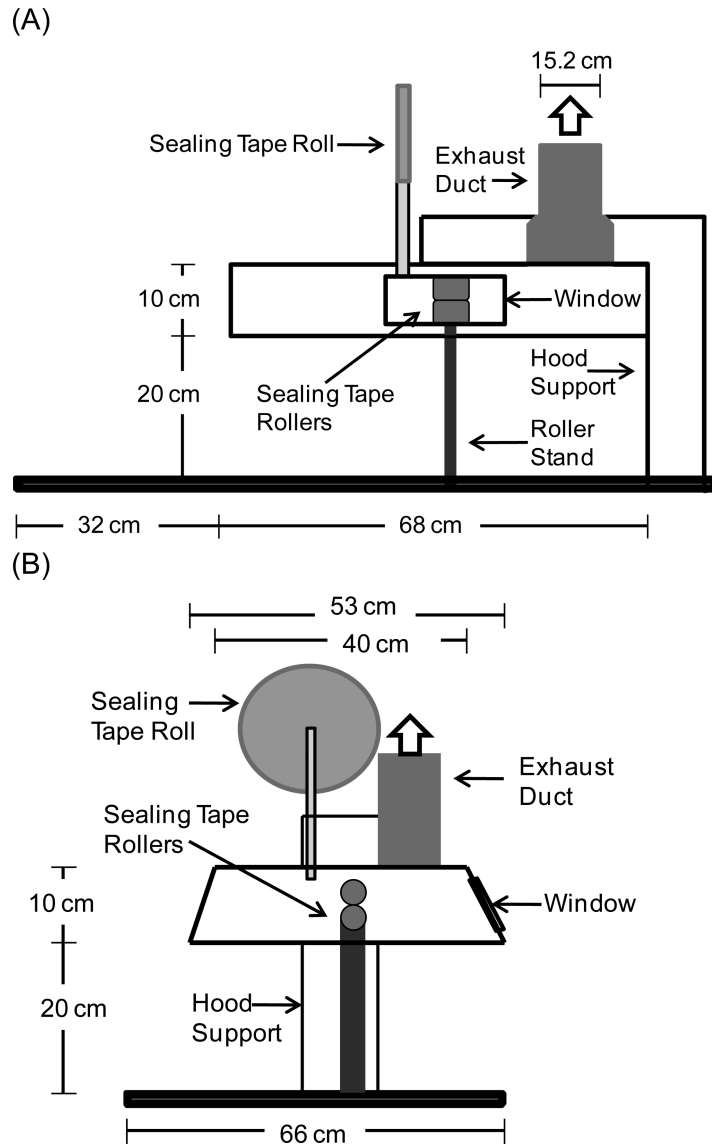 (A)
15.2 cm
Sealing Tape Roll
Exhaust
Duct
10 cm
Window
20 cm
Hood
Support
Sealing Tape
Rollers
Roller
Stand
32 cm
68 cm
(B)
53 cm
40 cm
Sealing
Tape Roll
Exhaust
Duct
Sealing Tape
Rollers
10 cm
Window
20 cm
Hood
Support
66 cm